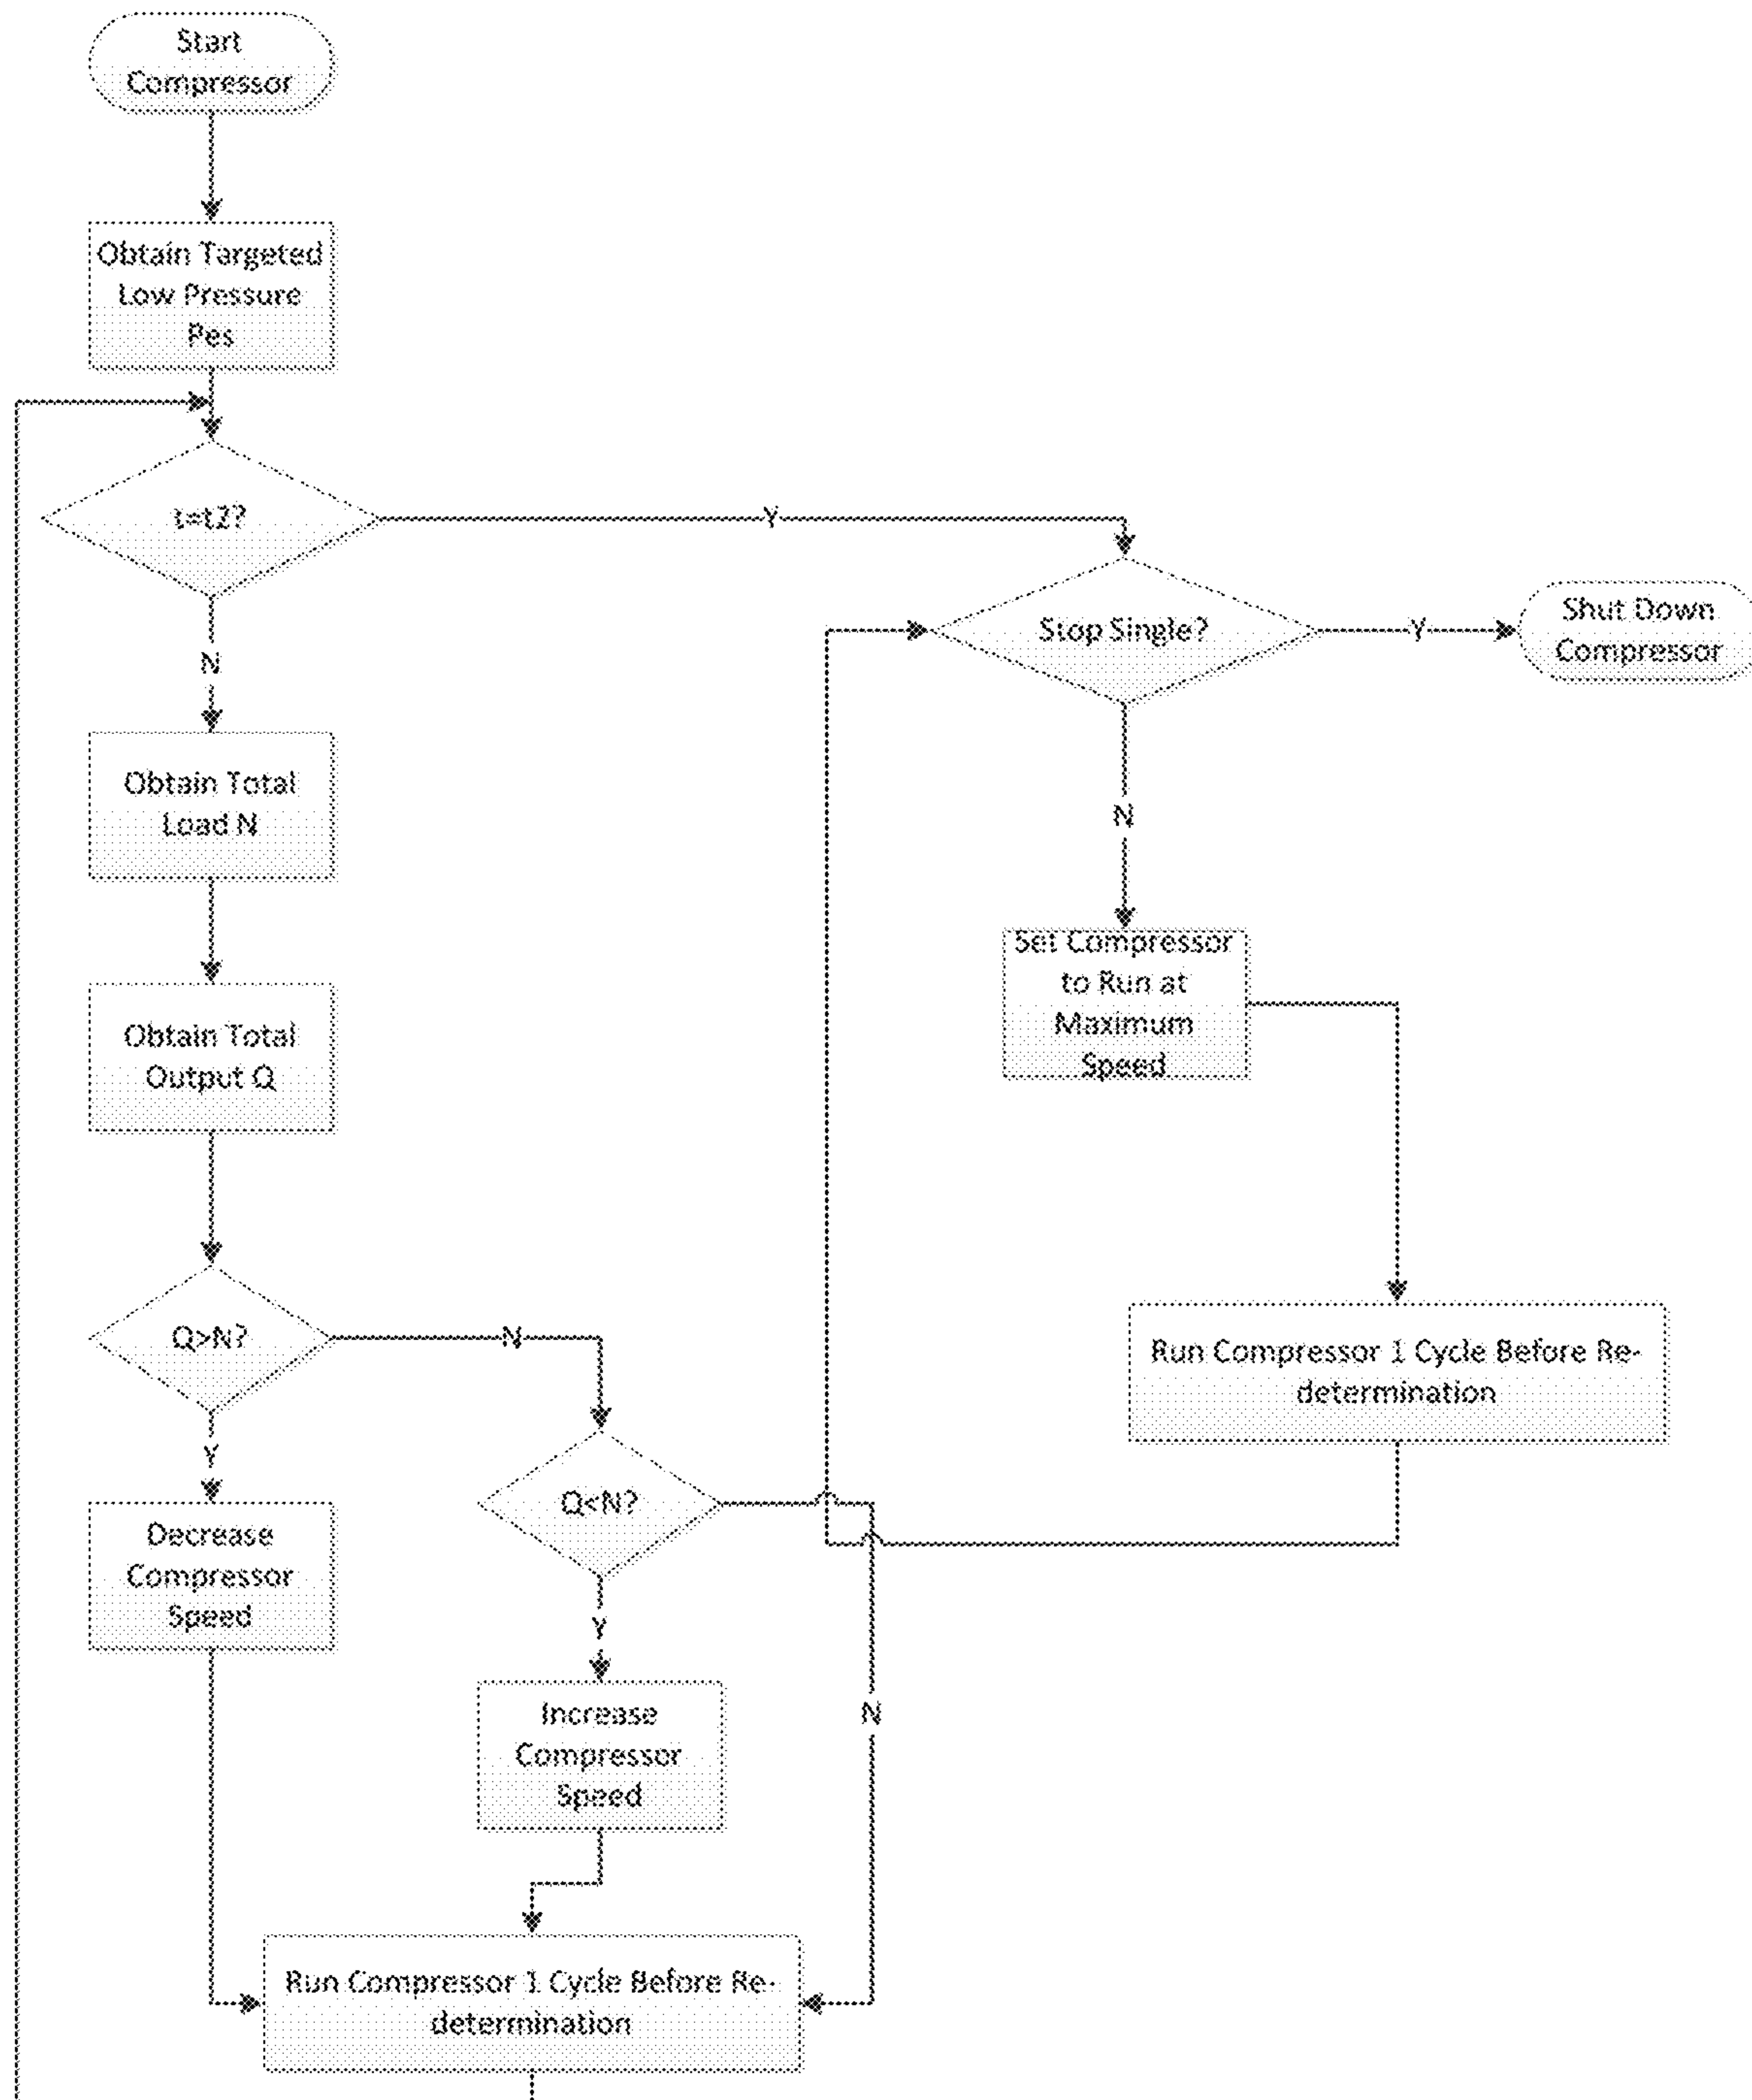 Start
Compressor
Obtain Targeted
Low Pressure
Pes
t=t2?
Y
Stop Single?
Y
Shut Down
Compressor
N
Obtain Total
Load N
N
Set Compressor
to Run at
Maximum
Speed
Obtain Total
Output Q
Q>N?
N
Run Compressor 1 Cycle Before Re-
determination
Y
Q<N?
Decrease
Compressor
Speed
Y
Increase
Compressor
Speed
N
Run Compressor 1 Cycle Before Re-
determination